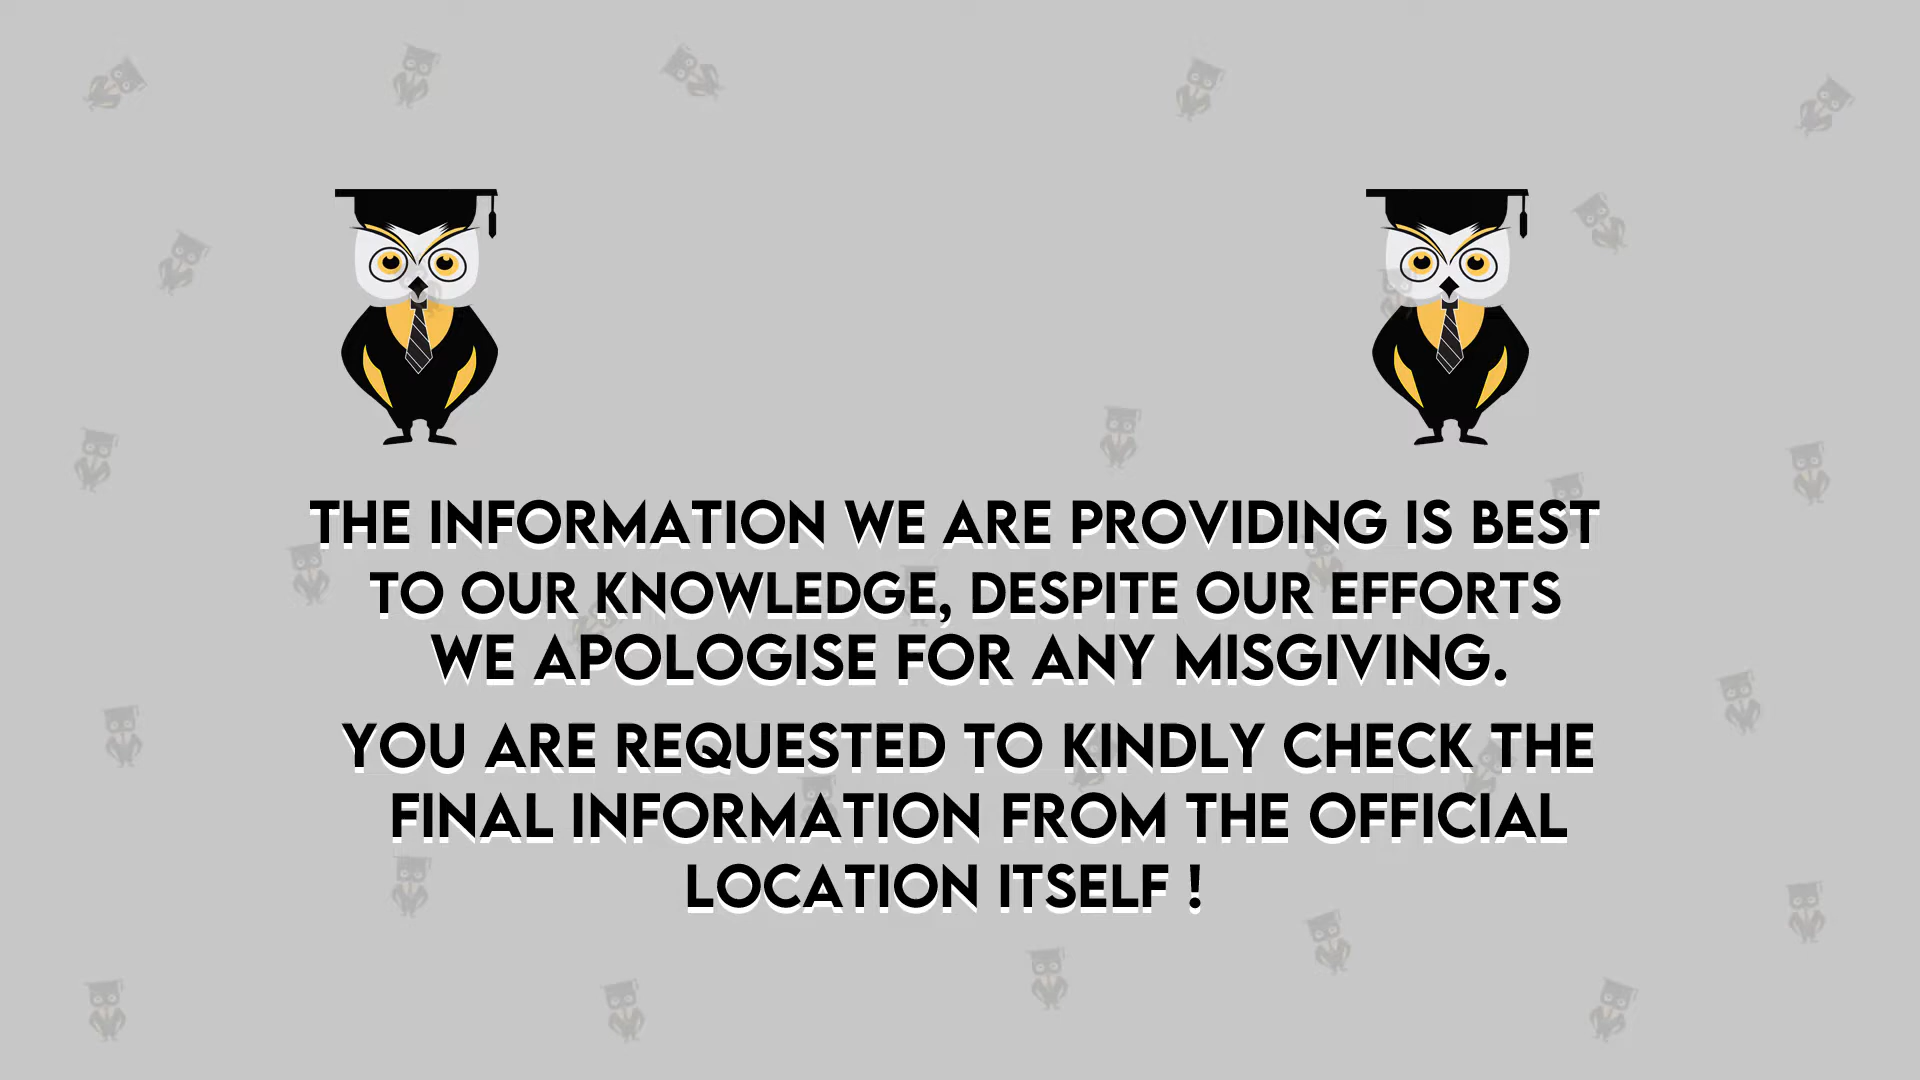 THE INFORMATION WE ARE PROVIDING IS BEST
TO OUR KNOWLEDGE, DESPITE OUR EFFORTS
WE APOLOGISE FOR ANY MISGIVING.
YOU ARE REQUESTED TO KINDLY CHECK THE
FINAL INFORMATION FROM THE OFFICIAL
LOCATION ITSELF !